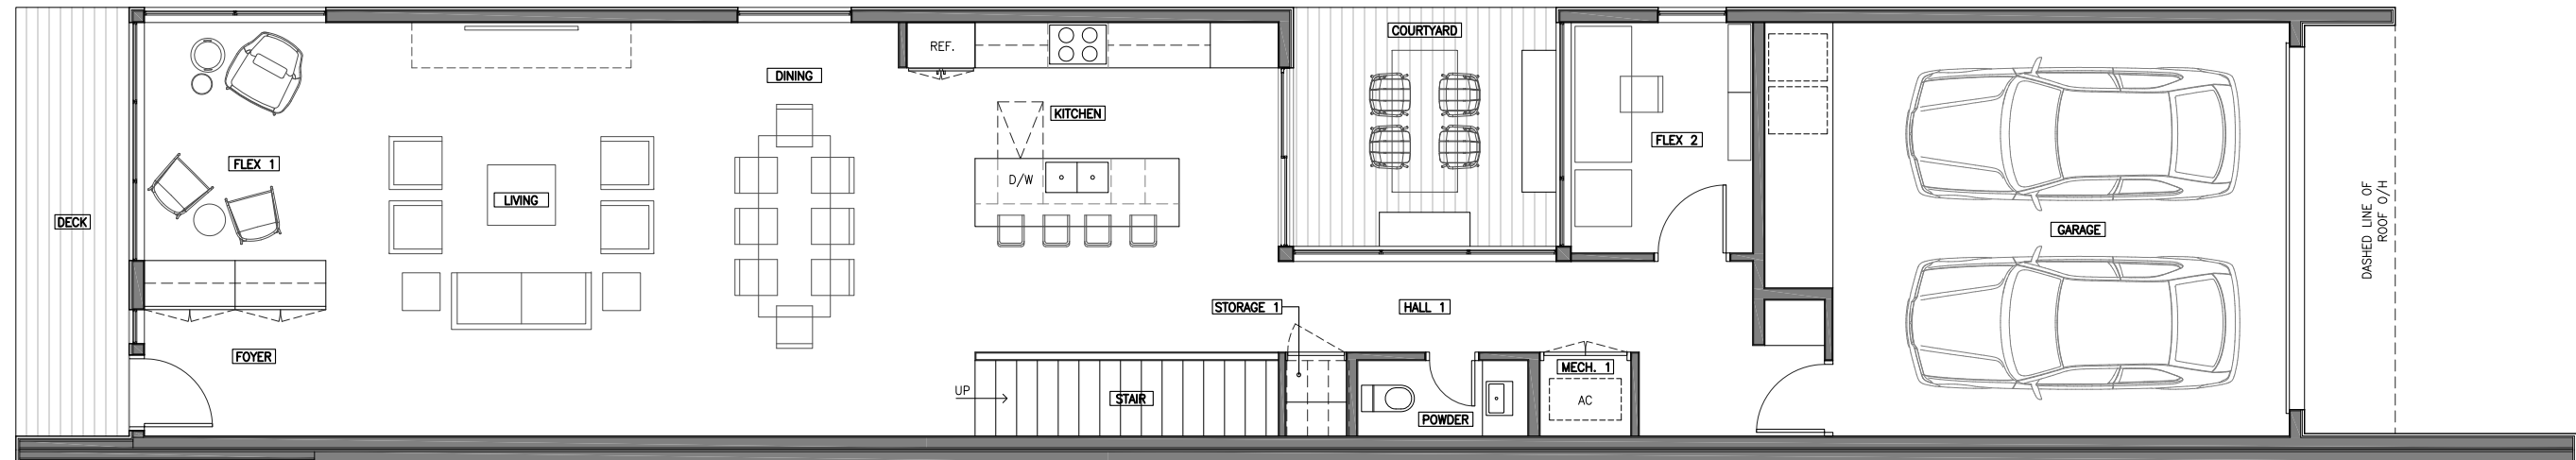 REF.
COURTYARD
DINING
KITCHEN
FLEX 2
FLEX 1
D/W
LIVING
DECK
GARAGE
DASHED LINE OF
ROOF O/H
STORAGE 1
HALL 1
FOYER
MECH. 1
UP
STAIR
AC
POWDER